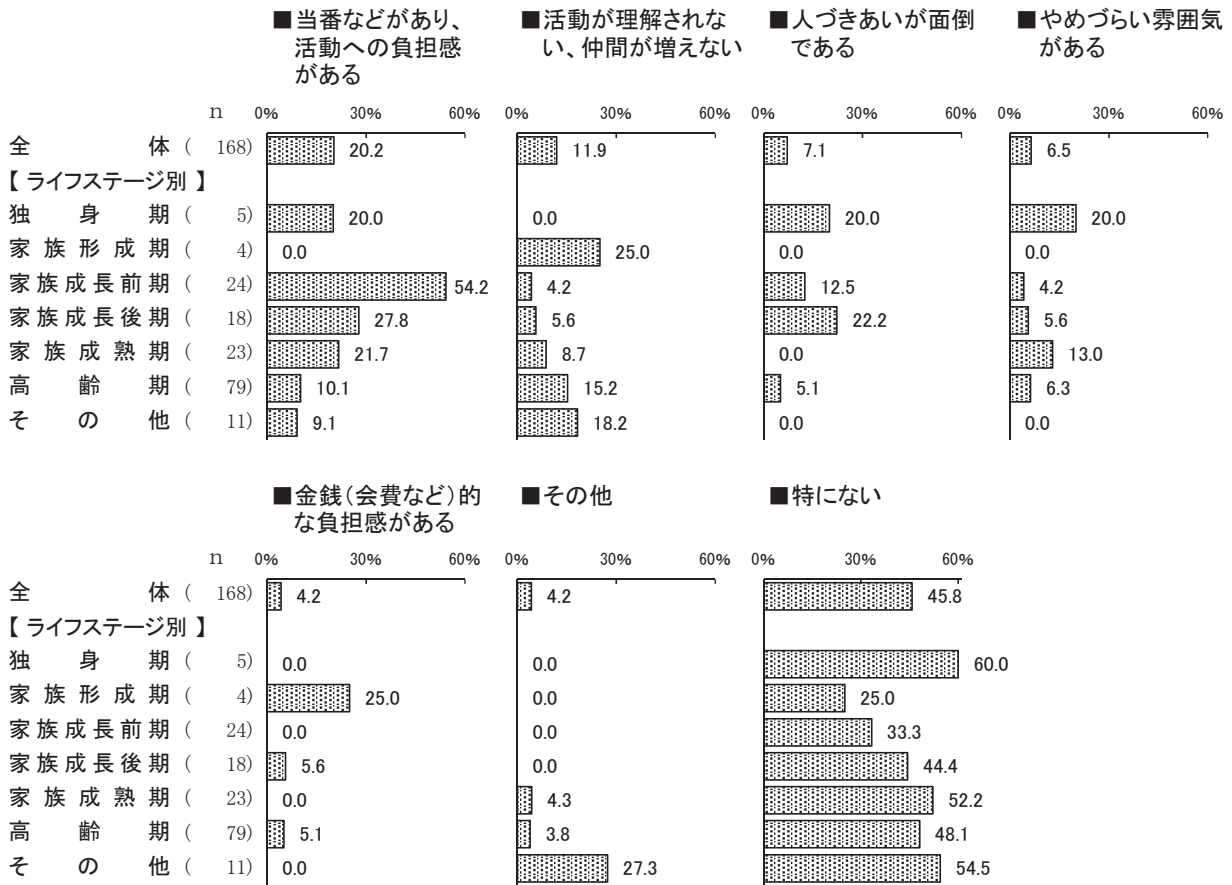 ■当番などがあり、 ■活動が理解されな ■人づきあいが面倒 ■やめづらい雰囲気
活動への負担感 い、仲間が増えない である がある
がある
n 0% 30% 60% 0% 30% 60% 0% 30% 60% 0% 30% 60%
全体 ( 168) 20.2 11.9 7.1 6.5
【 ライフステージ別 】
独身期 ( 5) 20.0 0.0 20.0 20.0
家族形成期 ( 4) 0.0 25.0 0.0 0.0
家族成長前期 ( 24) 54.2 4.2 12.5 4.2
家族成長後期 ( 18) 27.8 5.6 22.2 5.6
家族成熟期 ( 23) 21.7 8.7 0.0 13.0
高齢期 ( 79) 10.1 15.2 5.1 6.3
その他 ( 11) 9.1 18.2 0.0 0.0
■金銭(会費など)的 ■その他 ■特にない
な負担感がある
n 0% 30% 60% 0% 30% 60% 0% 30% 60%
全体 ( 168) 4.2 4.2 45.8
【 ライフステージ別 】
独身期 ( 5) 0.0 0.0 60.0
家族形成期 ( 4) 25.0 0.0 25.0
家族成長前期 ( 24) 0.0 0.0 33.3
家族成長後期 ( 18) 5.6 0.0 44.4
家族成熟期 ( 23) 0.0 4.3 52.2
高齢期 ( 79) 5.1 3.8 48.1
その他 ( 11) 0.0 27.3 54.5